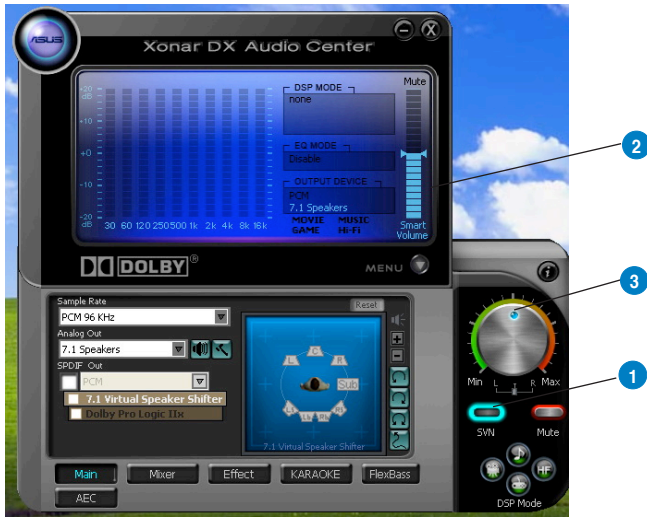 ASUS
Xonar DX Audio Center
+20
dB
+10
+0
-10
-20
dB
30 60 120 250 500 1k 2k 4k 8k 16k
DSP MODE
none
EQ MODE
Disable
OUTPUT DEVICE
PCM
7.1 Speakers
MOVIE MUSIC
GAME Hi-Fi
Mute
Smart
Volume
2
DOLBY®
MENU
Sample Rate
PCM 96 KHz
Analog Out
7.1 Speakers
SPDIF Out
PCM
7.1 Virtual Speaker Shifter
Dolby Pro Logic IIx
Reset
L
C
R
Sub
Ls
Lb
Rb
Rs
7.1 Virtual Speaker Shifter
i
3
Min
L
R
Max
1
SVN
Mute
HF
DSP Mode
Main
Mixer
Effect
KARAOKE
FlexBass
AEC